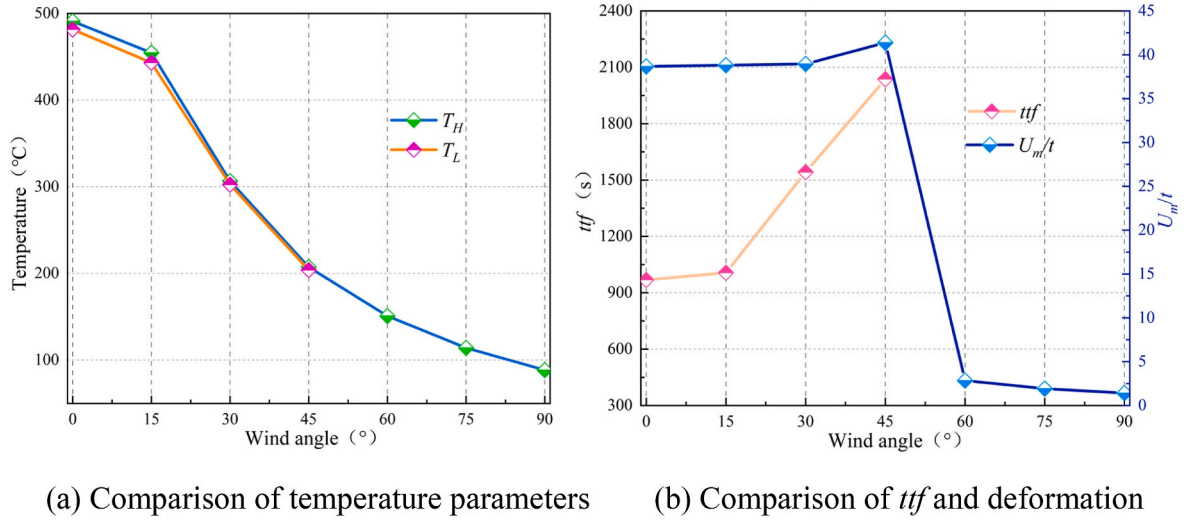 500
400
300
200
100
Temperature（℃）
0 15 30 45 60 75 90
Wind angle（°）
T_H
T_L
2400
2100
1800
1500
1200
900
600
300
ttf（s）
0 15 30 45 60 75 90
Wind angle（°）
ttf
U_m/t
45
40
35
30
25
20
15
10
5
0
U_m/t
(a) Comparison of temperature parameters
(b) Comparison of ttf and deformation